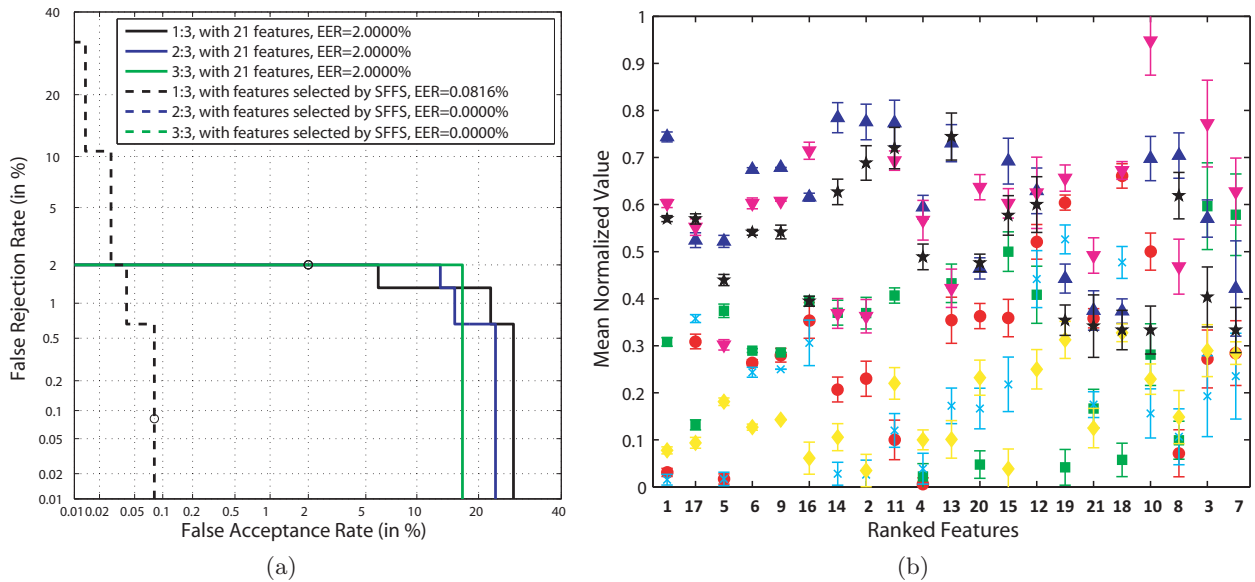 40
20
10
5
2
1
0.5
0.2
0.1
0.05
0.02
0.01
False Rejection Rate (in %)
1:3, with 21 features, EER=2.0000%
2:3, with 21 features, EER=2.0000%
3:3, with 21 features, EER=2.0000%
1:3, with features selected by SFFS, EER=0.0816%
2:3, with features selected by SFFS, EER=0.0000%
3:3, with features selected by SFFS, EER=0.0000%
0.01 0.02 0.05 0.1 0.2 0.5 1 2 5 10 20 40
False Acceptance Rate (in %)
(a)
1
0.9
0.8
0.7
0.6
0.5
0.4
0.3
0.2
0.1
0
Mean Normalized Value
1 17 5 6 9 16 14 2 11 4 13 20 15 12 19 21 18 10 8 3 7
Ranked Features
(b)